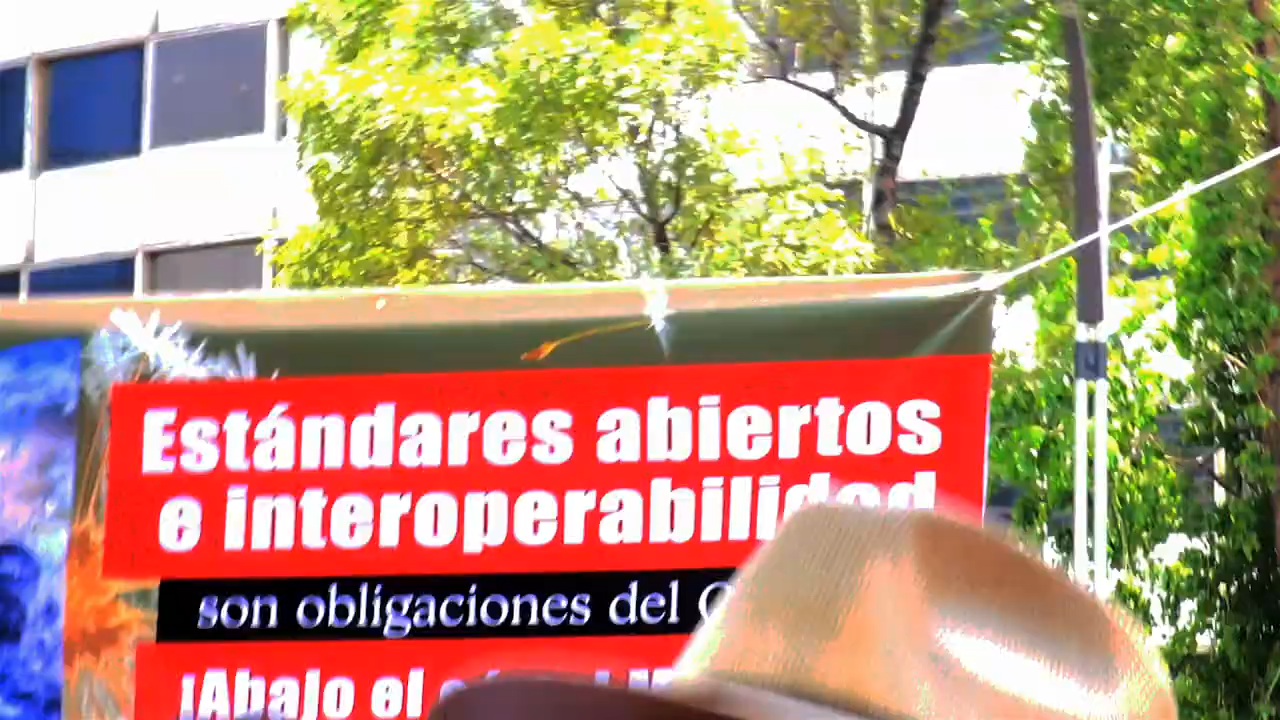 Estándares abiertos
e interoperabilidad
son obligaciones del
¡Abajo el